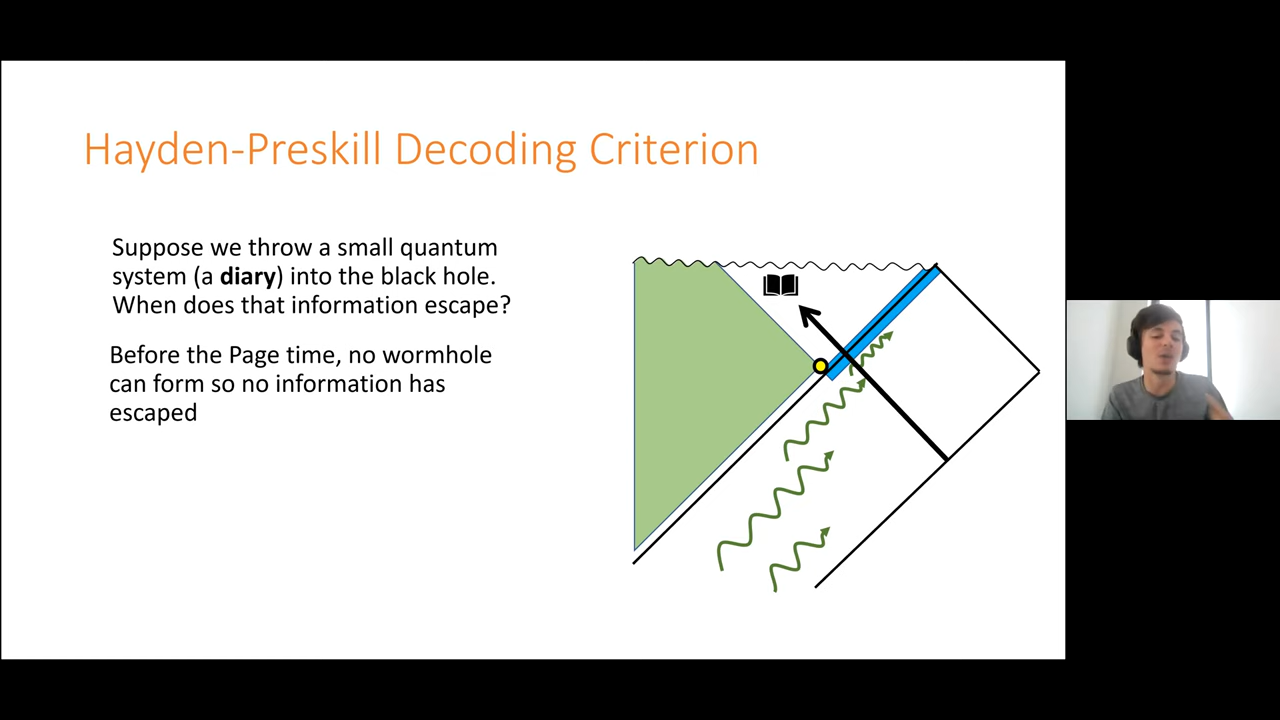 Hayden-Preskill Decoding Criterion
Suppose we throw a small quantum
system (a diary) into the black hole.
When does that information escape?
Before the Page time, no wormhole
can form so no information has
escaped